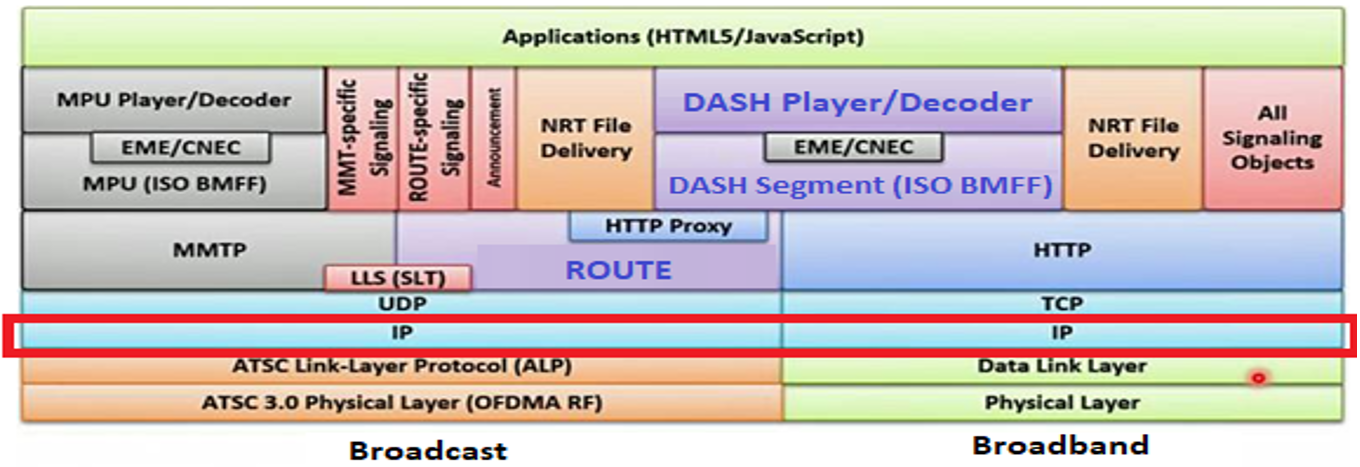 Applications (HTML5/JavaScript)
MPU Player/Decoder
EME/CNEC
MPU (ISO BMFF)
MMT-specific
Signaling
ROUTE-specific
Signaling
Announcement
NRT File
Delivery
DASH Player/Decoder
EME/CNEC
DASH Segment (ISO BMFF)
NRT File
Delivery
All
Signaling
Objects
MMTP
LLS (SLT)
HTTP Proxy
ROUTE
HTTP
UDP
TCP
IP
IP
ATSC Link-Layer Protocol (ALP)
Data Link Layer
ATSC 3.0 Physical Layer (OFDMA RF)
Physical Layer
Broadcast
Broadband